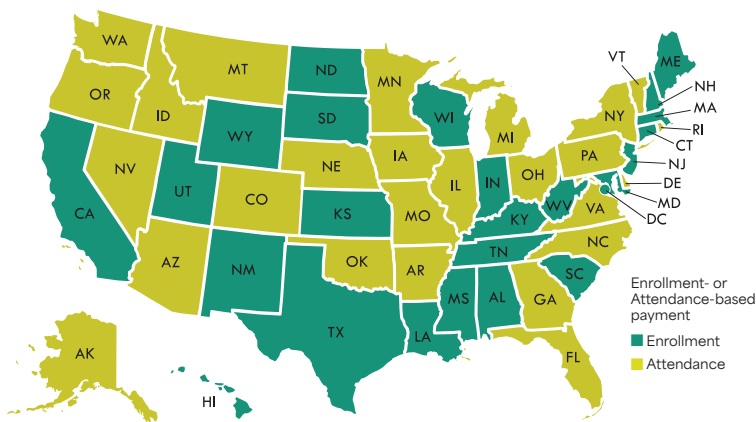 WA
OR
ID
MT
ND
SD
WY
NV
UT
CA
AZ
CO
NM
NE
KS
OK
TX
MN
IA
MO
AR
LA
WI
IL
MI
IN
OH
KY
TN
MS
AL
GA
FL
SC
NC
VA
WV
PA
NY
VT
ME
NH
MA
RI
CT
NJ
DE
MD
DC
AK
HI
Enrollment- or
Attendance-based
payment
Enrollment
Attendance